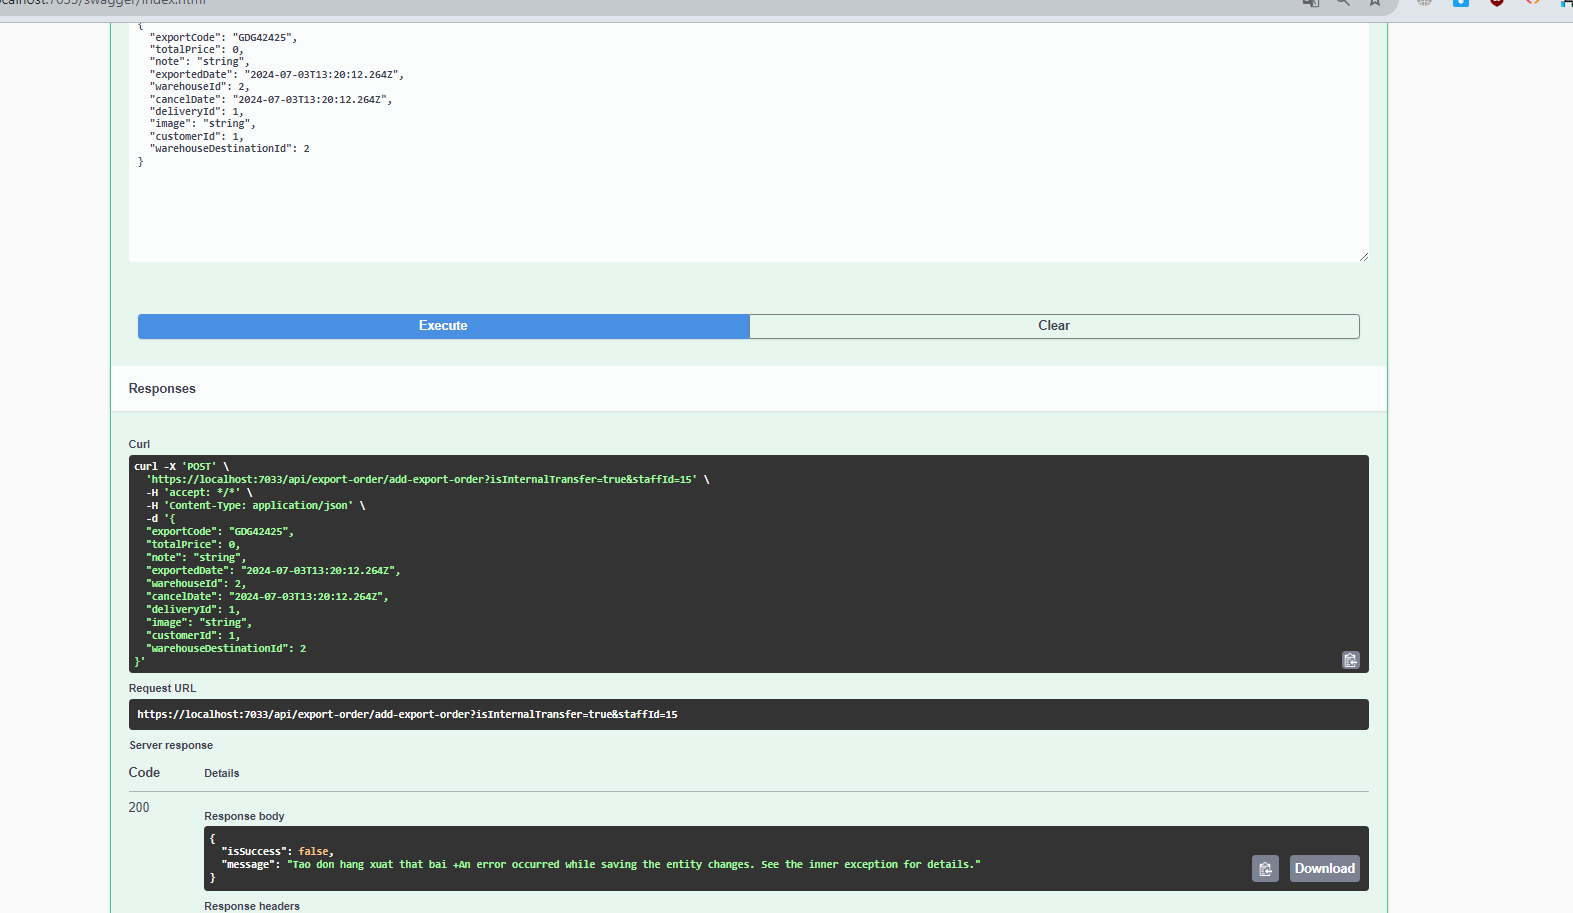 localhost:7033/swagger/index.html
{
"exportCode": "GDG42425",
"totalPrice": 0,
"note": "string",
"exportedDate": "2024-07-03T13:20:12.264Z",
"warehouseId": 2,
"cancelDate": "2024-07-03T13:20:12.264Z",
"deliveryId": 1,
"image": "string",
"customerId": 1,
"warehouseDestinationId": 2
}
Execute
Clear
Responses
Curl
curl -X 'POST' \
'https://localhost:7033/api/export-order/add-export-order?isInternalTransfer=true&staffId=15' \
-H 'accept: */*' \
-H 'Content-Type: application/json' \
-d '{
"exportCode": "GDG42425",
"totalPrice": 0,
"note": "string",
"exportedDate": "2024-07-03T13:20:12.264Z",
"warehouseId": 2,
"cancelDate": "2024-07-03T13:20:12.264Z",
"deliveryId": 1,
"image": "string",
"customerId": 1,
"warehouseDestinationId": 2
}'
Request URL
https://localhost:7033/api/export-order/add-export-order?isInternalTransfer=true&staffId=15
Server response
Code
Details
200
Response body
{
"isSuccess": false,
"message": "Tao don hang xuat that bai +An error occurred while saving the entity changes. See the inner exception for details."
}
Download
Response headers